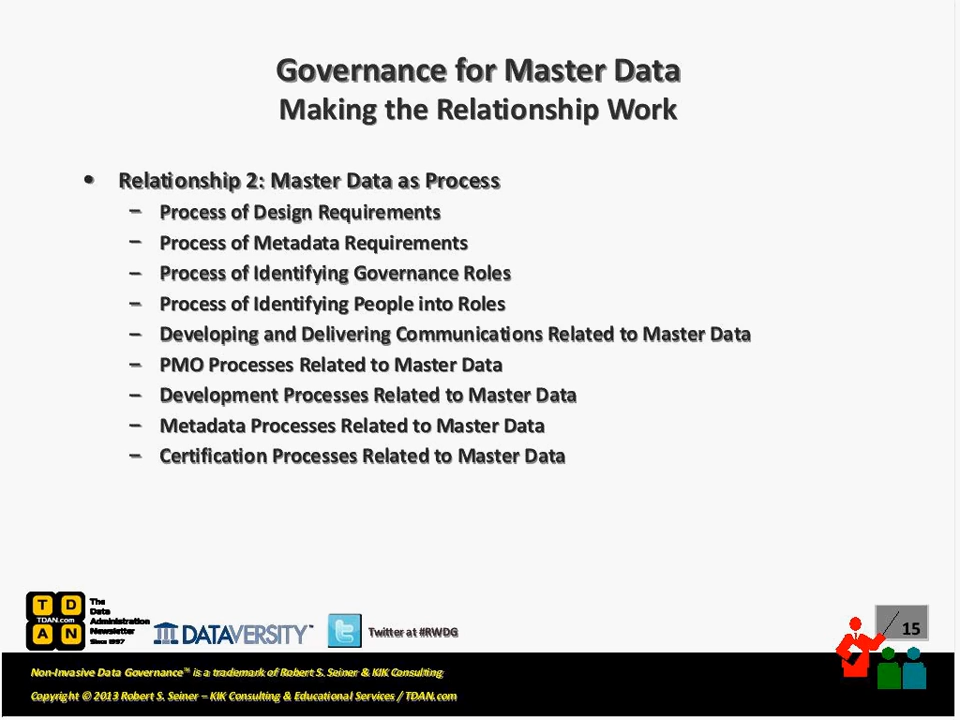 Governance for Master Data
Making the Relationship Work
• Relationship 2: Master Data as Process
– Process of Design Requirements
– Process of Metadata Requirements
– Process of Identifying Governance Roles
– Process of Identifying People into Roles
– Developing and Delivering Communications Related to Master Data
– PMO Processes Related to Master Data
– Development Processes Related to Master Data
– Metadata Processes Related to Master Data
– Certification Processes Related to Master Data
T D
TDAN.com
A N
The
Data
Administration
Newsletter
Since 1997
DATAVERSITY™
Twitter at #RWDG
15
Non-Invasive Data Governance™ is a trademark of Robert S. Seiner & KIK Consulting
Copyright © 2013 Robert S. Seiner – KIK Consulting & Educational Services / TDAN.com